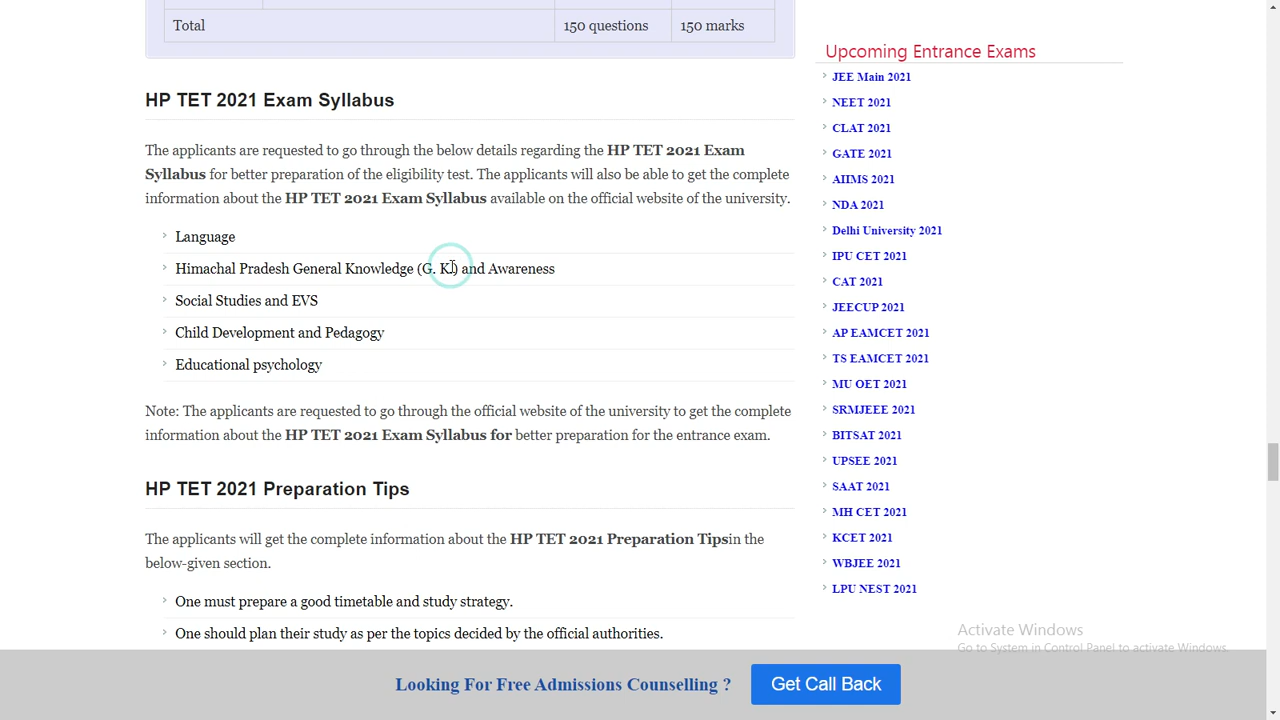 Total 150 questions 150 marks
HP TET 2021 Exam Syllabus
The applicants are requested to go through the below details regarding the HP TET 2021 Exam
Syllabus for better preparation of the eligibility test. The applicants will also be able to get the complete
information about the HP TET 2021 Exam Syllabus available on the official website of the university.
Language
Himachal Pradesh General Knowledge (G. K.) and Awareness
Social Studies and EVS
Child Development and Pedagogy
Educational psychology
Note: The applicants are requested to go through the official website of the university to get the complete
information about the HP TET 2021 Exam Syllabus for better preparation for the entrance exam.
HP TET 2021 Preparation Tips
The applicants will get the complete information about the HP TET 2021 Preparation Tipsin the
below-given section.
One must prepare a good timetable and study strategy.
One should plan their study as per the topics decided by the official authorities.
Upcoming Entrance Exams
JEE Main 2021
NEET 2021
CLAT 2021
GATE 2021
AIIMS 2021
NDA 2021
Delhi University 2021
IPU CET 2021
CAT 2021
JEECUP 2021
AP EAMCET 2021
TS EAMCET 2021
MU OET 2021
SRMJEEE 2021
BITSAT 2021
UPSEE 2021
SAAT 2021
MH CET 2021
KCET 2021
WBJEE 2021
LPU NEST 2021
Activate Windows
Go to System in Control Panel to activate Windows.
Looking For Free Admissions Counselling ? Get Call Back